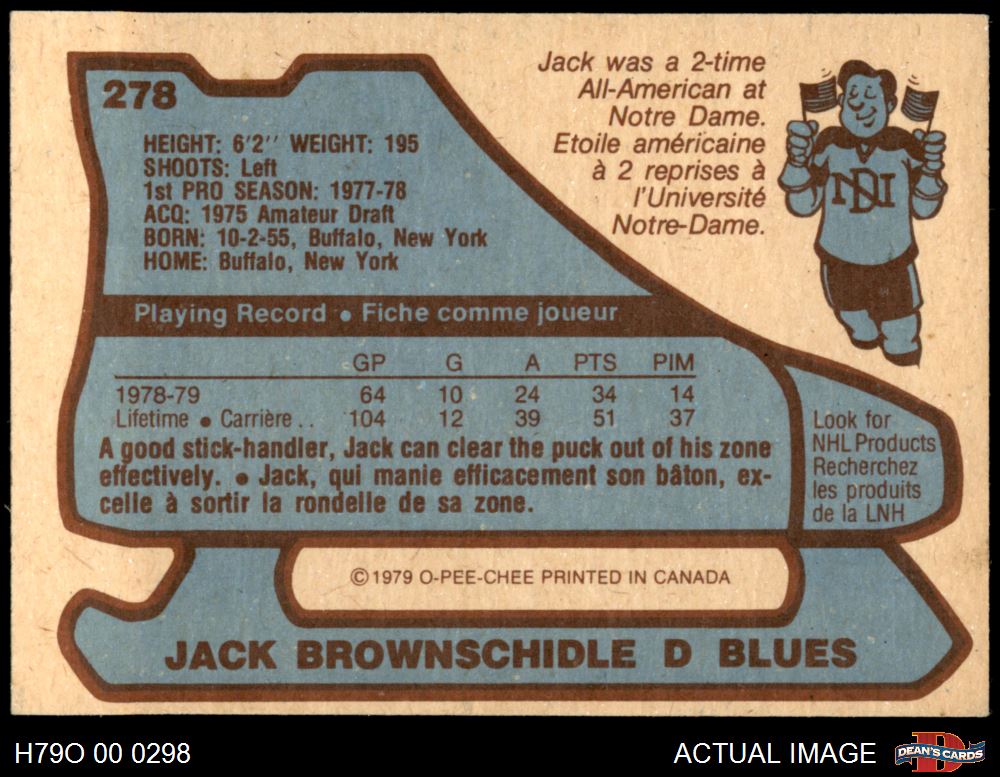 278
HEIGHT: 6'2'' WEIGHT: 195
SHOOTS: Left
1st PRO SEASON: 1977-78
ACQ: 1975 Amateur Draft
BORN: 10-2-55, Buffalo, New York
HOME: Buffalo, New York
Jack was a 2-time
All-American at
Notre Dame.
Etoile américaine
à 2 reprises à
l'Université
Notre-Dame.
ND
Playing Record • Fiche comme joueur
GP G A PTS PIM
1978-79 64 10 24 34 14
Lifetime • Carrière . . 104 12 39 51 37
A good stick-handler, Jack can clear the puck out of his zone
effectively. • Jack, qui manie efficacement son bâton, ex-
celle à sortir la rondelle de sa zone.
Look for
NHL Products
Recherchez
les produits
de la LNH
© 1979 O-PEE-CHEE PRINTED IN CANADA
JACK BROWNSCHIDLE D BLUES
H79O 00 0298
ACTUAL IMAGE
D
DEAN'S CARDS